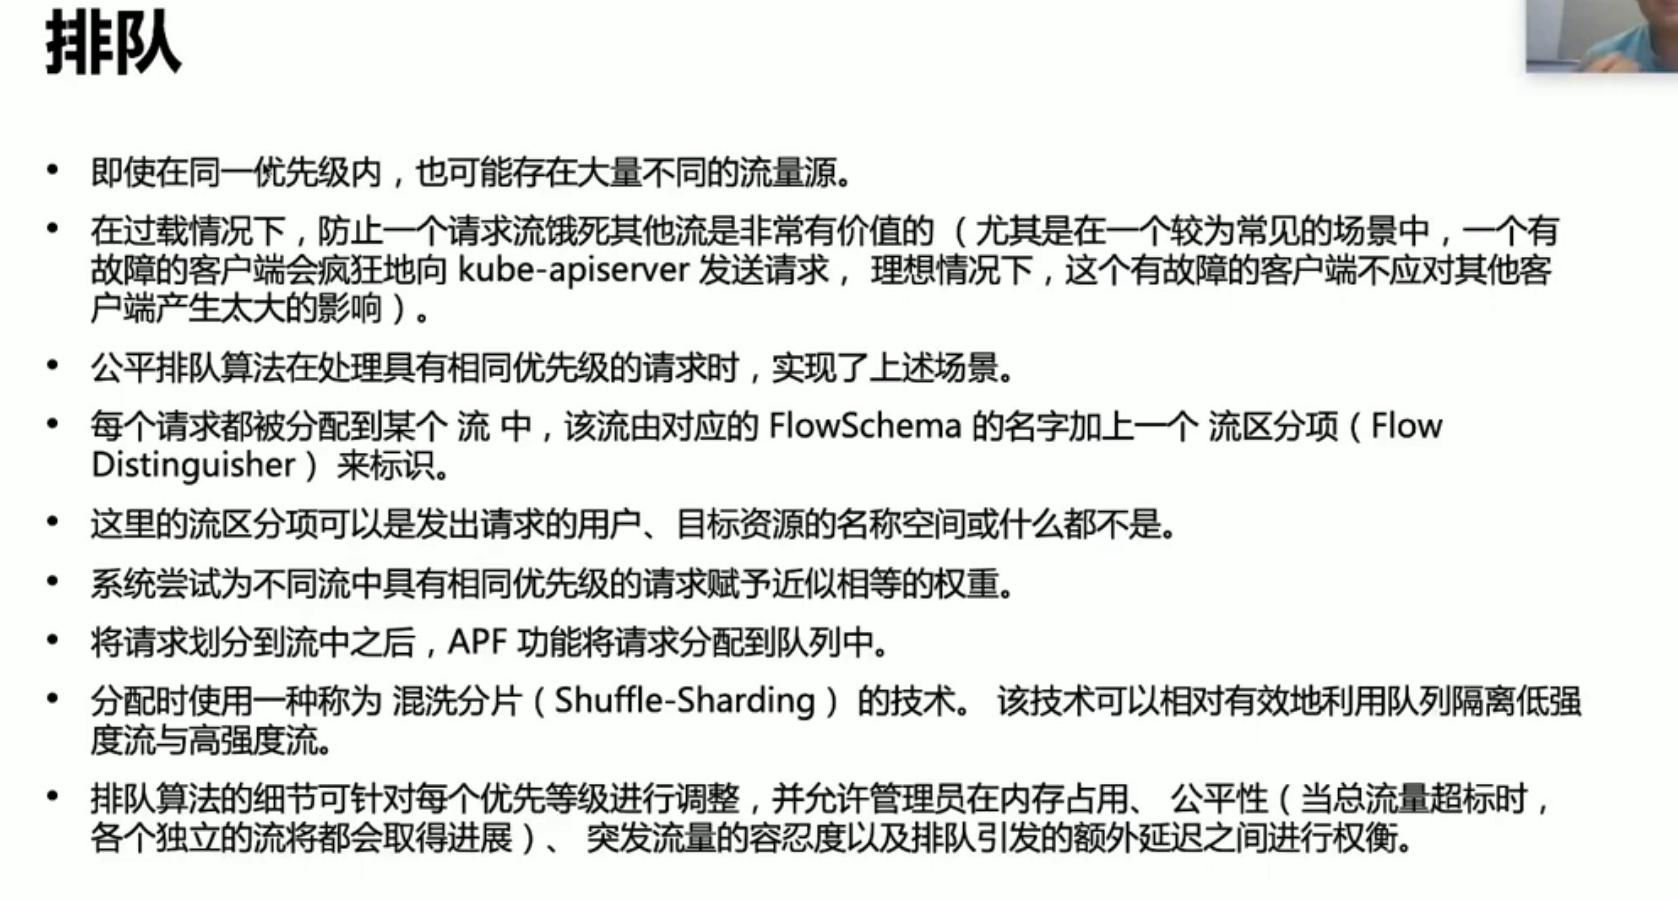 排队
• 即使在同一优先级内，也可能存在大量不同的流量源。
• 在过载情况下，防止一个请求流饿死其他流是非常有价值的（尤其是在一个较为常见的场景中，一个有
故障的客户端会疯狂地向 kube-apiserver 发送请求， 理想情况下，这个有故障的客户端不应对其他客
户端产生太大的影响）。
• 公平排队算法在处理具有相同优先级的请求时，实现了上述场景。
• 每个请求都被分配到某个 流 中，该流由对应的 FlowSchema 的名字加上一个 流区分项（Flow
Distinguisher） 来标识。
• 这里的流区分项可以是发出请求的用户、目标资源的名称空间或什么都不是。
• 系统尝试为不同流中具有相同优先级的请求赋予近似相等的权重。
• 将请求划分到流中之后，APF 功能将请求分配到队列中。
• 分配时使用一种称为 混洗分片（Shuffle-Sharding） 的技术。 该技术可以相对有效地利用队列隔离低强
度流与高强度流。
• 排队算法的细节可针对每个优先等级进行调整，并允许管理员在内存占用、 公平性（当总流量超标时，
各个独立的流将都会取得进展）、 突发流量的容忍度以及排队引发的额外延迟之间进行权衡。